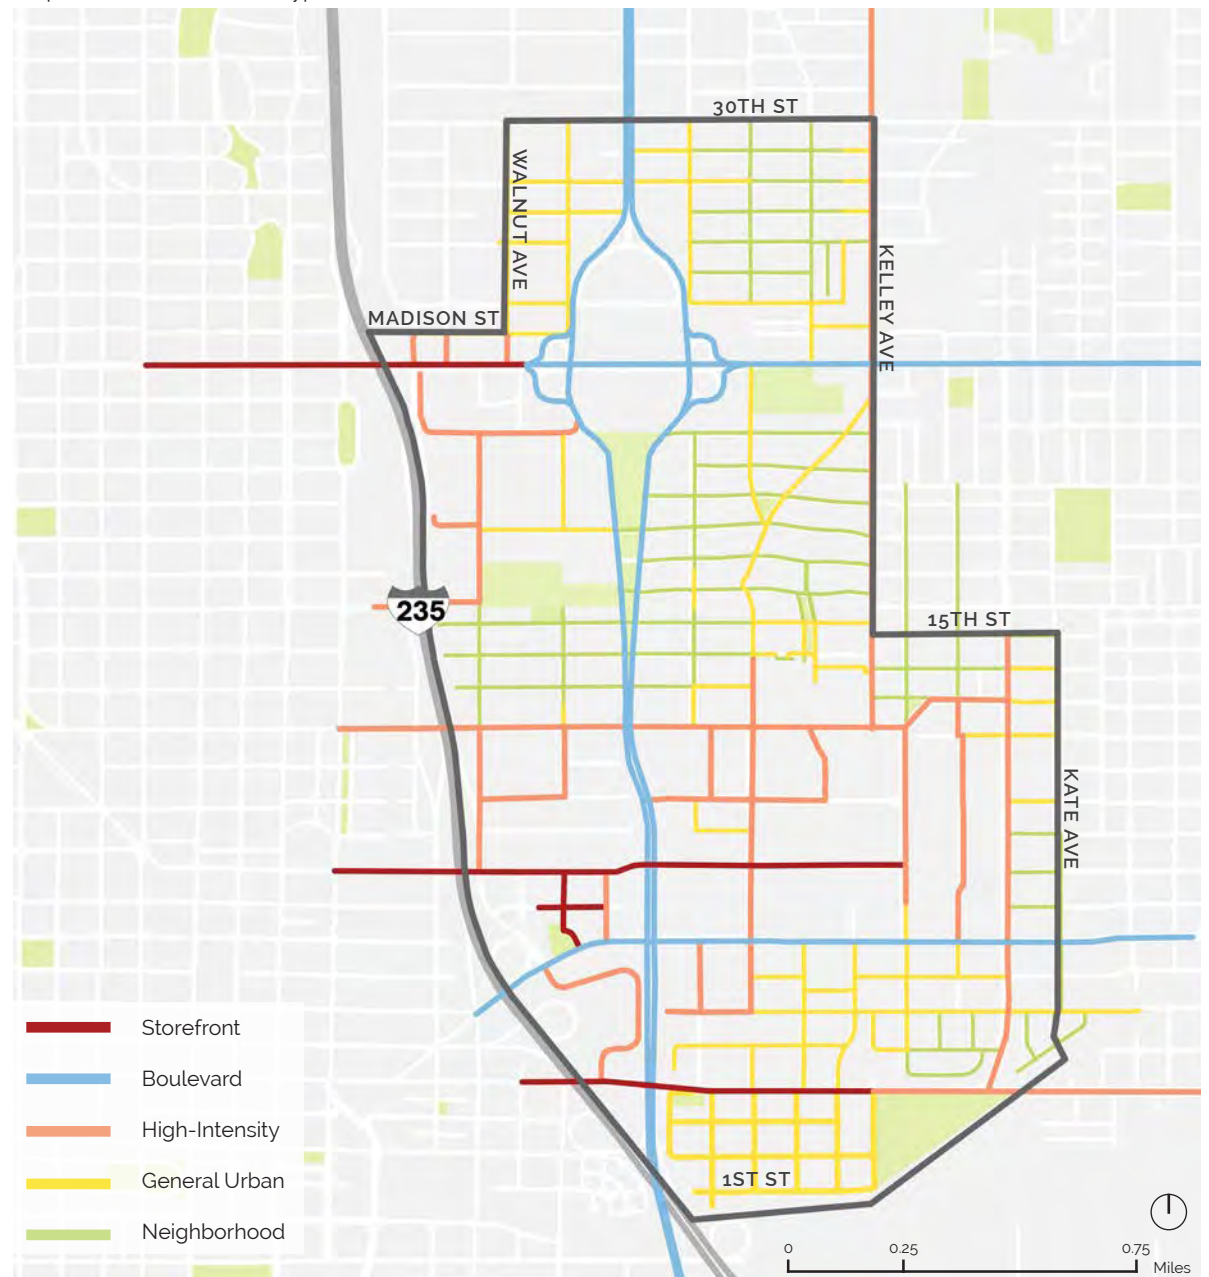 30TH ST
WALNUT AVE
KELLEY AVE
MADISON ST
235
15TH ST
KATE AVE
Storefront
Boulevard
High-Intensity
General Urban
Neighborhood
1ST ST
0 0.25 0.75
Miles